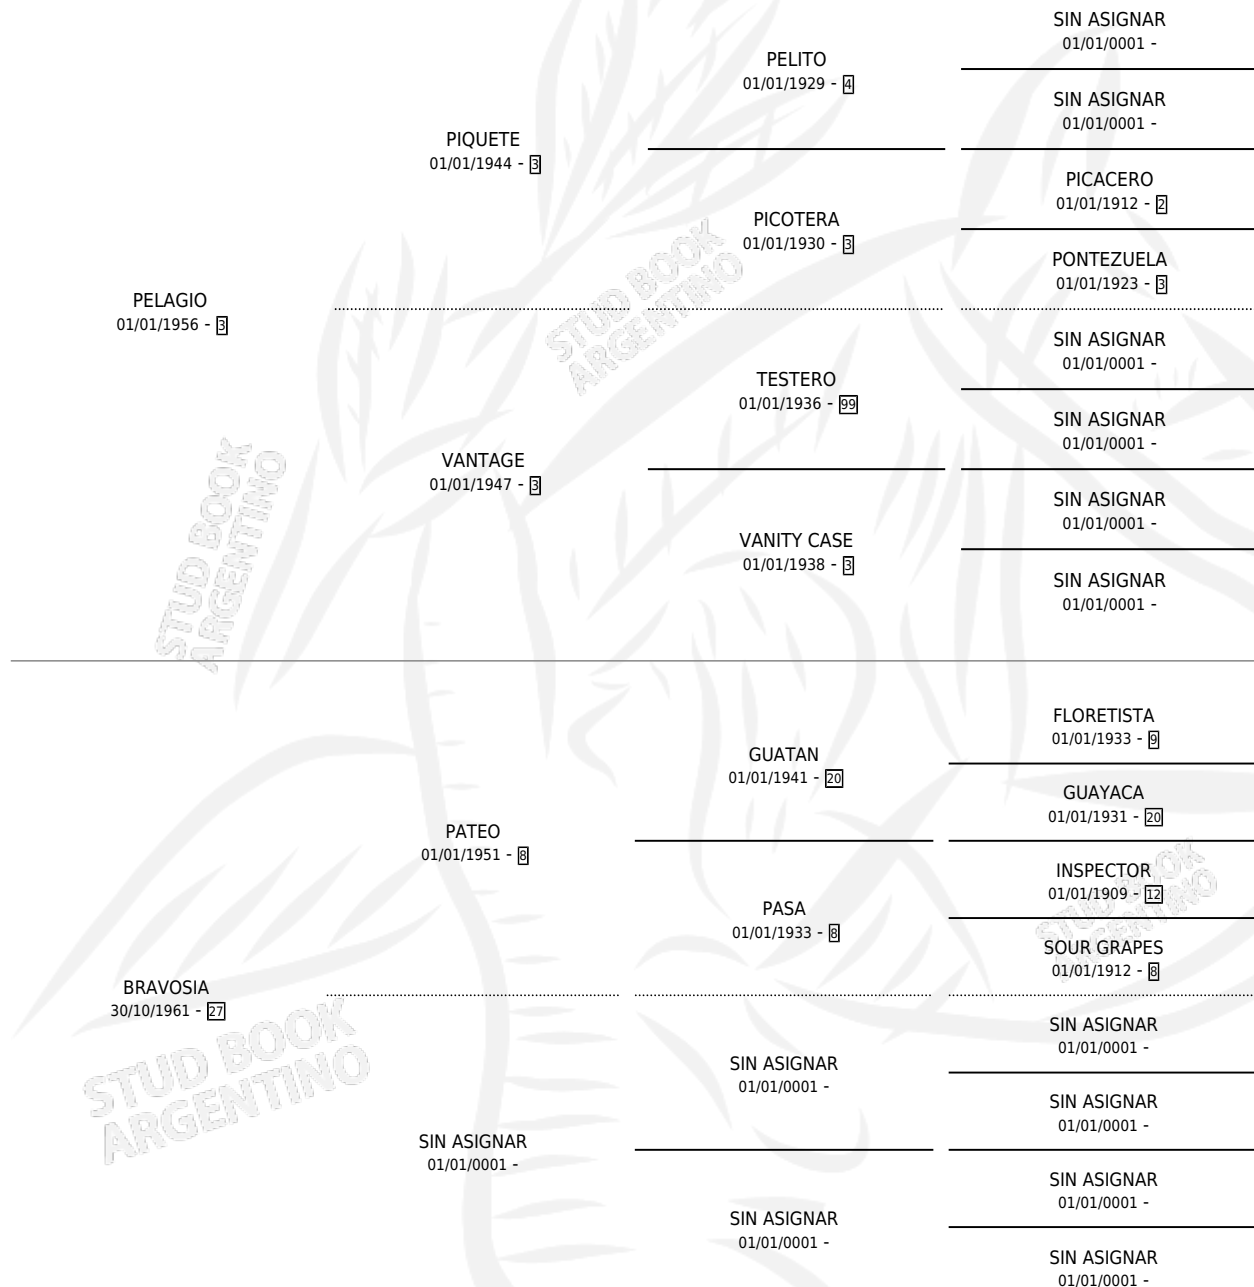 SIN ASIGNAR
01/01/0001 -
PELITO
01/01/1929 - 4
SIN ASIGNAR
01/01/0001 -
PIQUETE
01/01/1944 - 3
PICACERO
01/01/1912 - 2
PICOTERA
01/01/1930 - 3
PONTEZUELA
01/01/1923 - 3
PELAGIO
01/01/1956 - 3
STUD BOOK
ARGENTINO
SIN ASIGNAR
01/01/0001 -
TESTERO
01/01/1936 - 99
SIN ASIGNAR
01/01/0001 -
VANTAGE
01/01/1947 - 3
SIN ASIGNAR
01/01/0001 -
VANITY CASE
01/01/1938 - 3
SIN ASIGNAR
01/01/0001 -
STUD BOOK
ARGENTINO
FLORETISTA
01/01/1933 - 9
GUATAN
01/01/1941 - 20
GUAYACA
01/01/1931 - 20
PATEO
01/01/1951 - 8
INSPECTOR
01/01/1909 - 12
STUD BOOK
ARGENTINO
PASA
01/01/1933 - 8
SOUR GRAPES
01/01/1912 - 8
BRAVOSIA
30/10/1961 - 27
STUD BOOK
ARGENTINO
SIN ASIGNAR
01/01/0001 -
SIN ASIGNAR
01/01/0001 -
SIN ASIGNAR
01/01/0001 -
SIN ASIGNAR
01/01/0001 -
SIN ASIGNAR
01/01/0001 -
SIN ASIGNAR
01/01/0001 -
SIN ASIGNAR
01/01/0001 -